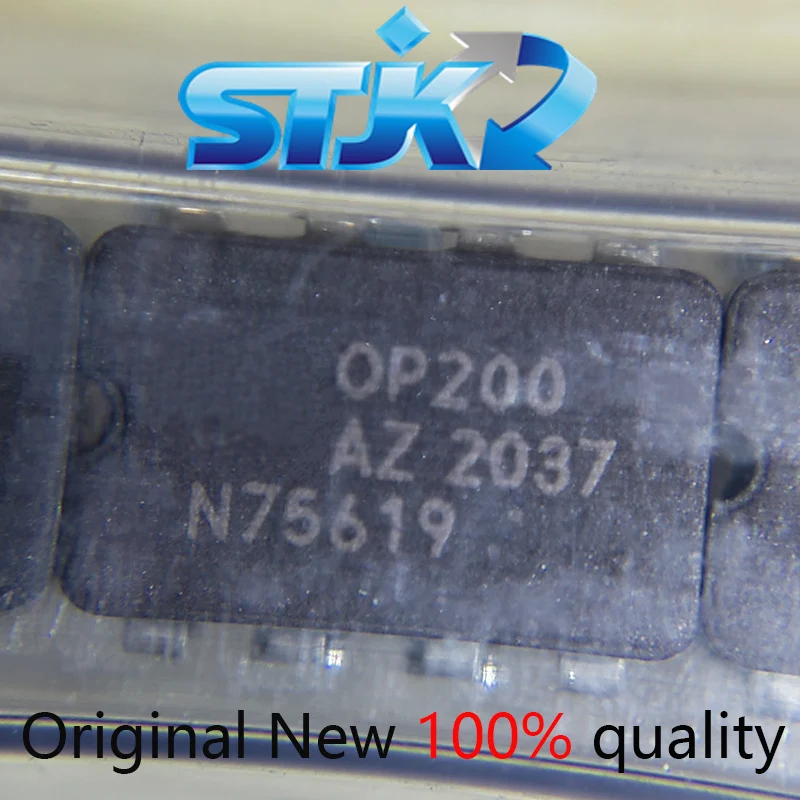 STJK
OP200
AZ 2037
N75619
Original New 100% quality